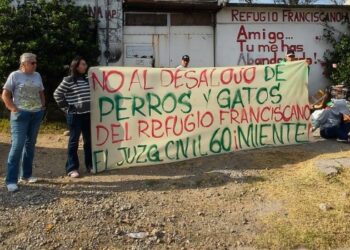 REFUGIO FRANCISCANO
Amigo...
Tu me has
NO AL DESALOJO DE
PERROS Y GATOS
DEL REFUGIO FRANCISCANO
EL JUZG CIVIL 60 ¡MIENTE!